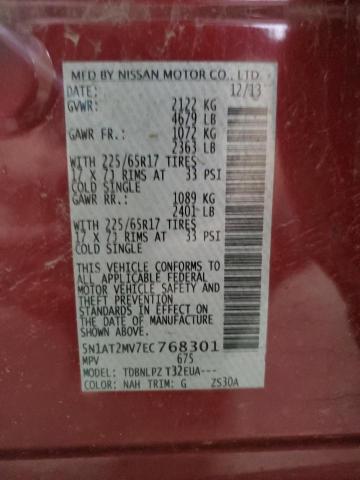 MFD BY NISSAN MOTOR CO., LTD.
DATE: 12/13
GVWR: 2122 KG
4679 LB
GAWR FR.: 1072 KG
2363 LB
WITH 225/65R17 TIRES
17 X 7J RIMS AT 33 PSI
COLD SINGLE
GAWR RR.: 1089 KG
2401 LB
WITH 225/65R17 TIRES
17 X 7J RIMS AT 33 PSI
COLD SINGLE
THIS VEHICLE CONFORMS TO
ALL APPLICABLE FEDERAL
MOTOR VEHICLE SAFETY AND
AND THEFT PREVENTION
STANDARDS IN EFFECT ON
THE DATE OF MANUFACTURE
SHOWN ABOVE.
5N1AT2MV7EC768301
MPV 675
MODEL: TDBNLPZ T32EUA---
COLOR: NAH TRIM: G ZS30A